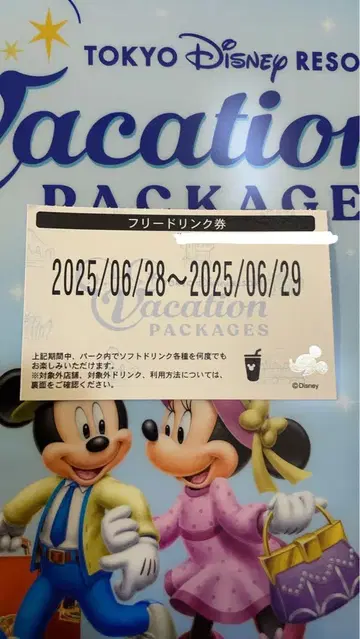 TOKYO Disney RESO
Vacation
PACKAGES
フリードリンク券
2025/06/28～2025/06/29
Vacation
PACKAGES
上記期間中、パーク内でソフトドリンク各種を何度でも
お楽しみいただけます。
※対象外店舗、対象外ドリンク、利用方法については、
裏面をご確認ください。
©Disney